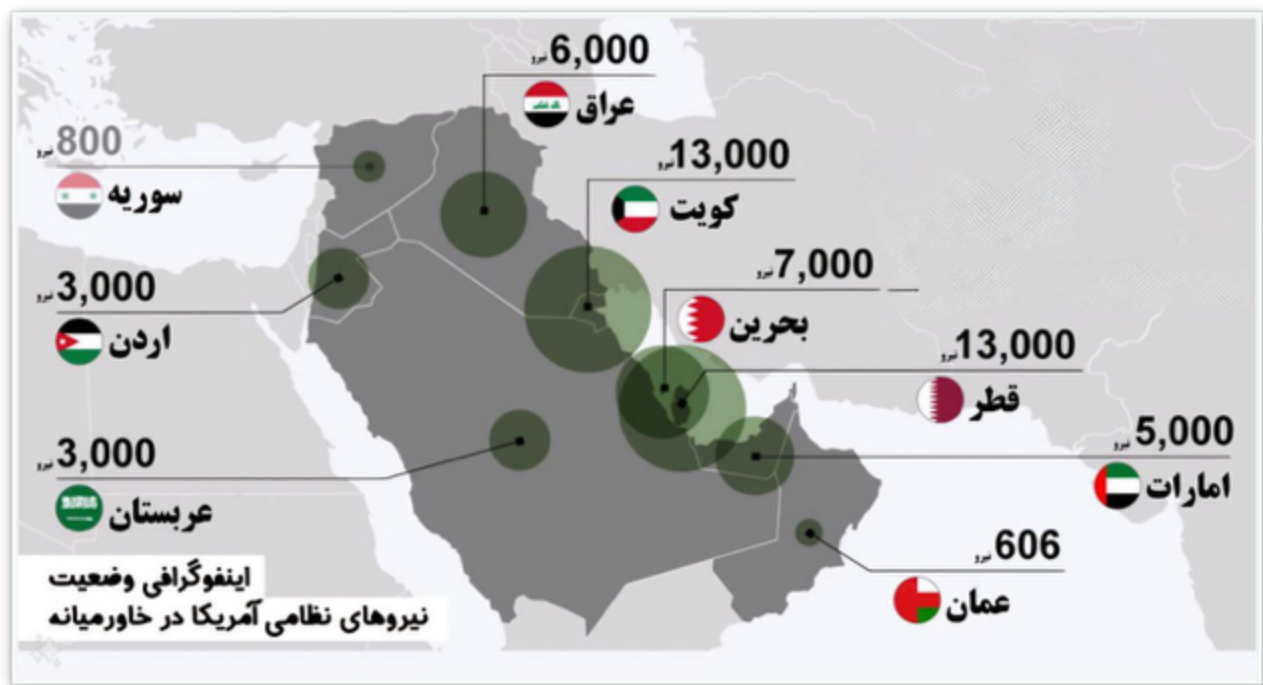 6,000 نیرو
عراق
800 نیرو
سوریه
13,000 نیرو
کویت
7,000 نیرو
بحرین
3,000 نیرو
اردن
13,000 نیرو
قطر
5,000 نیرو
امارات
3,000 نیرو
عربستان
606 نیرو
عمان
اینفوگرافی وضعیت
نیروهای نظامی آمریکا در خاورمیانه